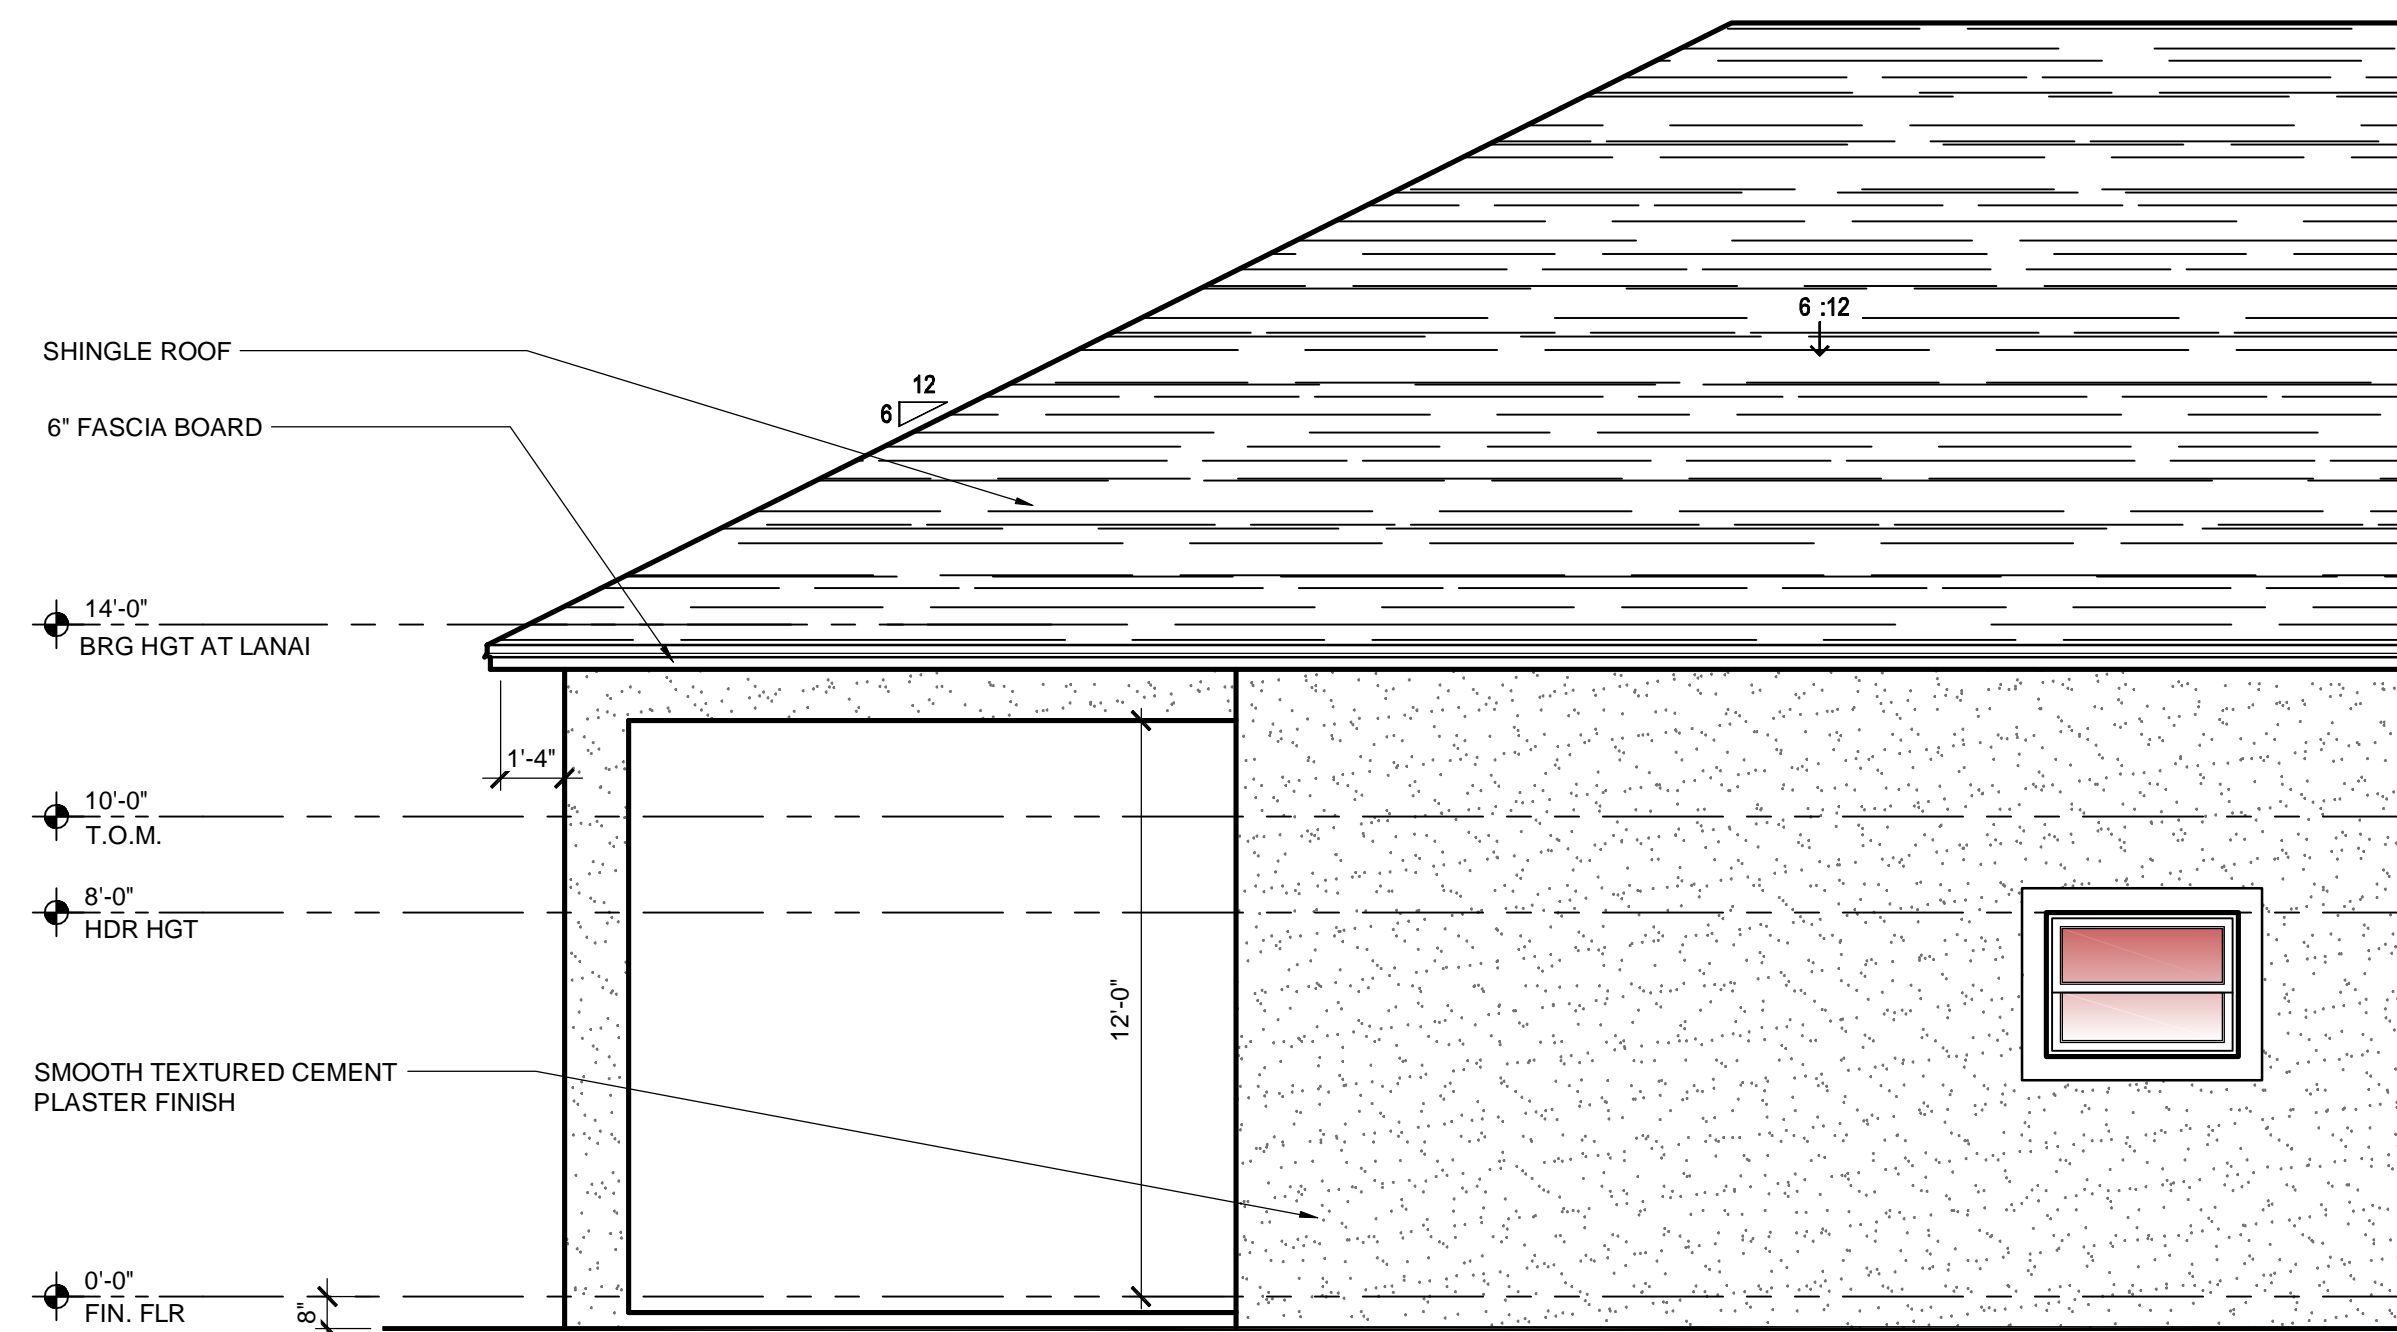 6 :12
SHINGLE ROOF
12
6
6" FASCIA BOARD
14'-0"
BRG HGT AT LANAI
1'-4"
10'-0"
T.O.M.
8'-0"
HDR HGT
12'-0"
SMOOTH TEXTURED CEMENT
PLASTER FINISH
0'-0"
FIN. FLR
8"